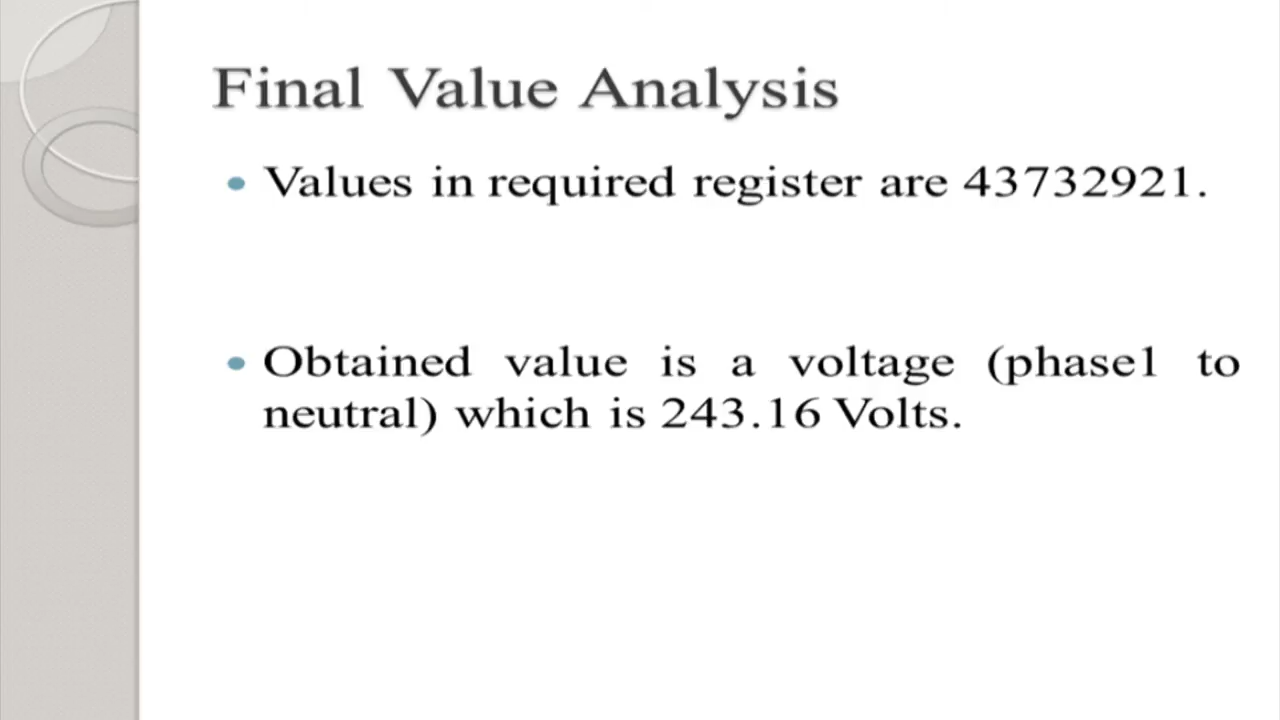 Final Value Analysis
• Values in required register are 43732921.
• Obtained value is a voltage (phase1 to
neutral) which is 243.16 Volts.